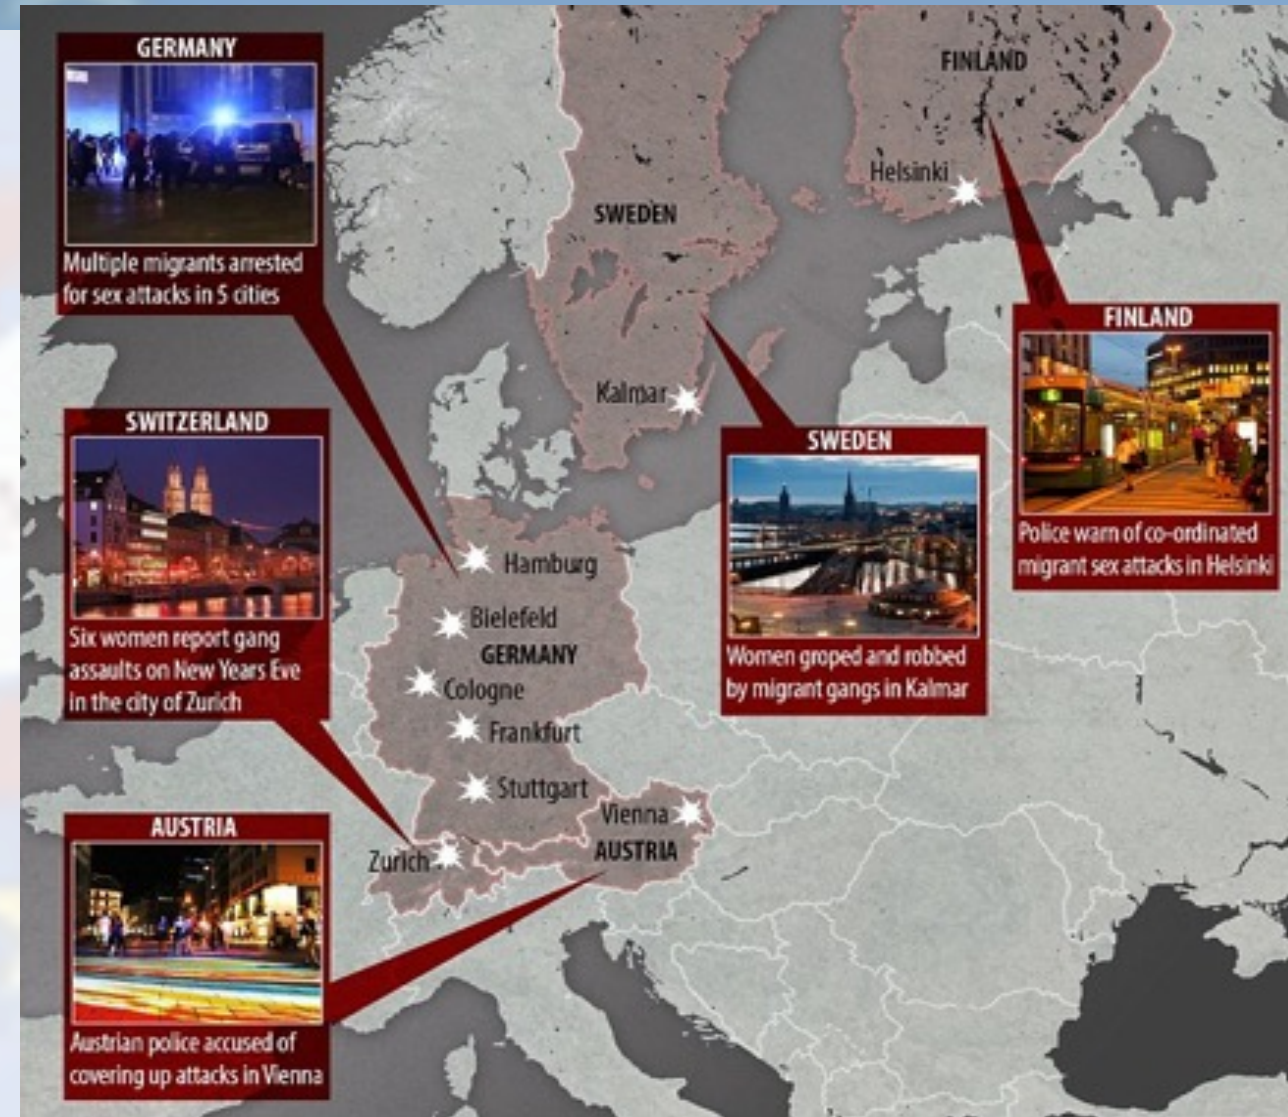 GERMANY
Multiple migrants arrested
for sex attacks in 5 cities
FINLAND
Helsinki
SWEDEN
FINLAND
Police warn of co-ordinated
migrant sex attacks in Helsinki
Kalmar
SWITZERLAND
Six women report gang
assaults on New Years Eve
in the city of Zurich
SWEDEN
Women groped and robbed
by migrant gangs in Kalmar
Hamburg
Bielefeld
GERMANY
Cologne
Frankfurt
Stuttgart
Vienna
AUSTRIA
Zurich
AUSTRIA
Austrian police accused of
covering up attacks in Vienna